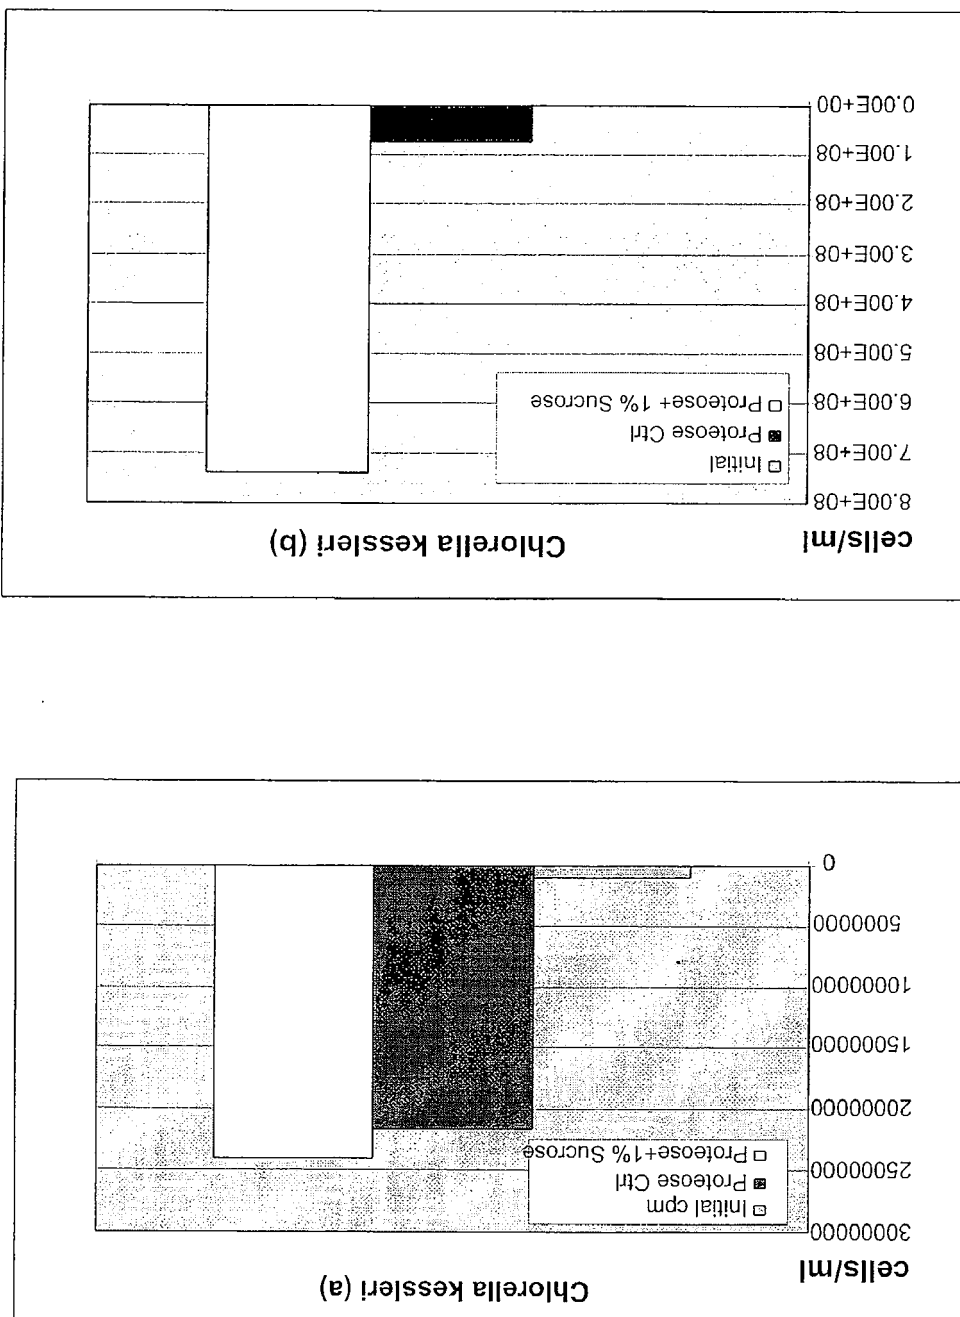 Chlorella kessleri (a)
cells/ml
30000000
25000000
20000000
15000000
10000000
5000000
0
Initial cpm
Proteose Ctrl
Proteose+1% Sucrose
Chlorella kessleri (b)
cells/ml
8.00E+08
7.00E+08
6.00E+08
5.00E+08
4.00E+08
3.00E+08
2.00E+08
1.00E+08
0.00E+00
Initial
Proteose Ctrl
Proteose+ 1% Sucrose